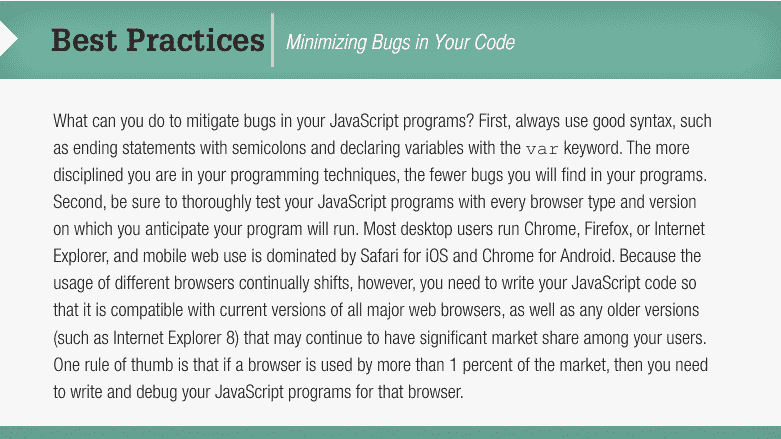 Best Practices
Minimizing Bugs in Your Code
What can you do to mitigate bugs in your JavaScript programs? First, always use good syntax, such
as ending statements with semicolons and declaring variables with the var keyword. The more
disciplined you are in your programming techniques, the fewer bugs you will find in your programs.
Second, be sure to thoroughly test your JavaScript programs with every browser type and version
on which you anticipate your program will run. Most desktop users run Chrome, Firefox, or Internet
Explorer, and mobile web use is dominated by Safari for iOS and Chrome for Android. Because the
usage of different browsers continually shifts, however, you need to write your JavaScript code so
that it is compatible with current versions of all major web browsers, as well as any older versions
(such as Internet Explorer 8) that may continue to have significant market share among your users.
One rule of thumb is that if a browser is used by more than 1 percent of the market, then you need
to write and debug your JavaScript programs for that browser.